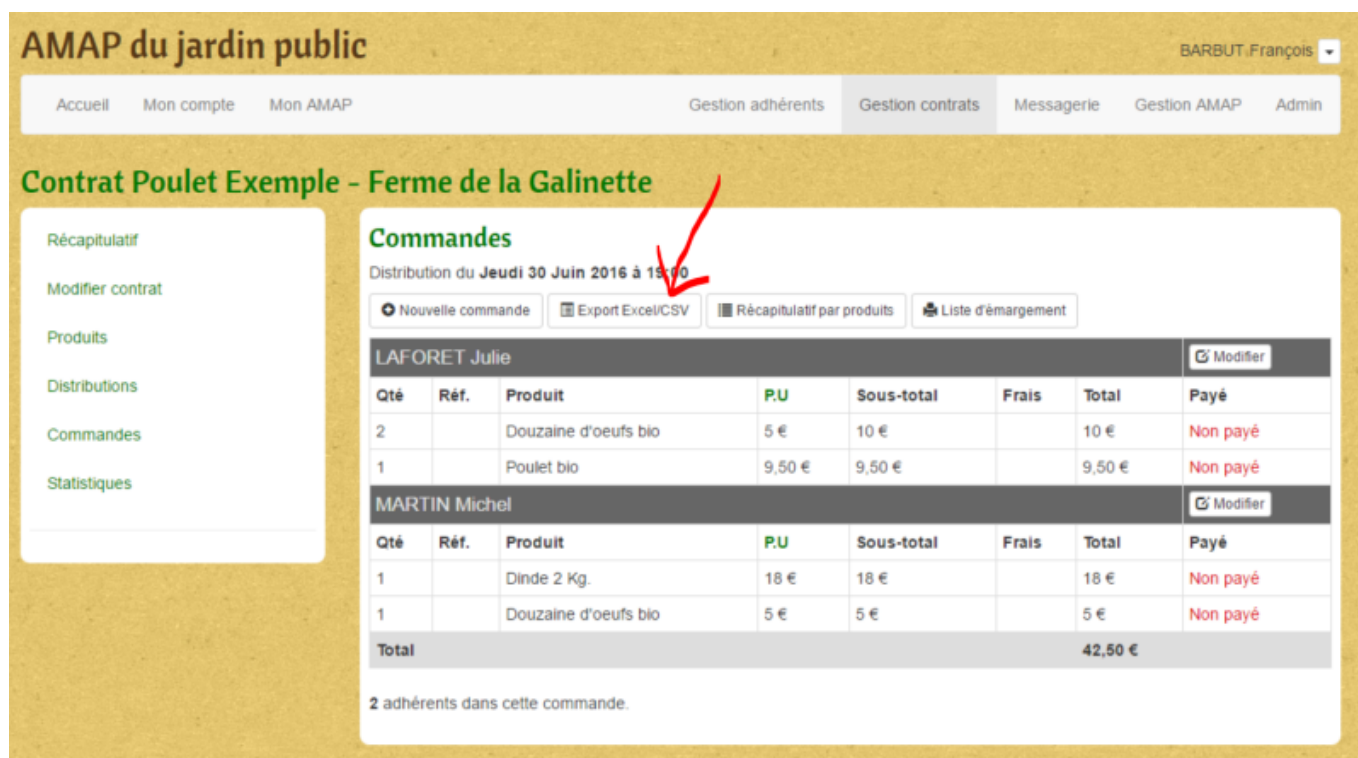 AMAP du jardin public
BARBUT François
Accueil Mon compte Mon AMAP Gestion adhérents Gestion contrats Messagerie Gestion AMAP Admin
Contrat Poulet Exemple - Ferme de la Galinette
Récapitulatif
Modifier contrat
Produits
Distributions
Commandes
Statistiques
Commandes
Distribution du Jeudi 30 Juin 2016 à 19:00
Nouvelle commande Export Excel/CSV Récapitulatif par produits Liste d'émargement
LAFORET Julie Modifier
Qté Réf. Produit P.U Sous-total Frais Total Payé
2 Douzaine d'oeufs bio 5 € 10 € 10 € Non payé
1 Poulet bio 9,50 € 9,50 € 9,50 € Non payé
MARTIN Michel Modifier
Qté Réf. Produit P.U Sous-total Frais Total Payé
1 Dinde 2 Kg. 18 € 18 € 18 € Non payé
1 Douzaine d'oeufs bio 5 € 5 € 5 € Non payé
Total 42,50 €
2 adhérents dans cette commande.